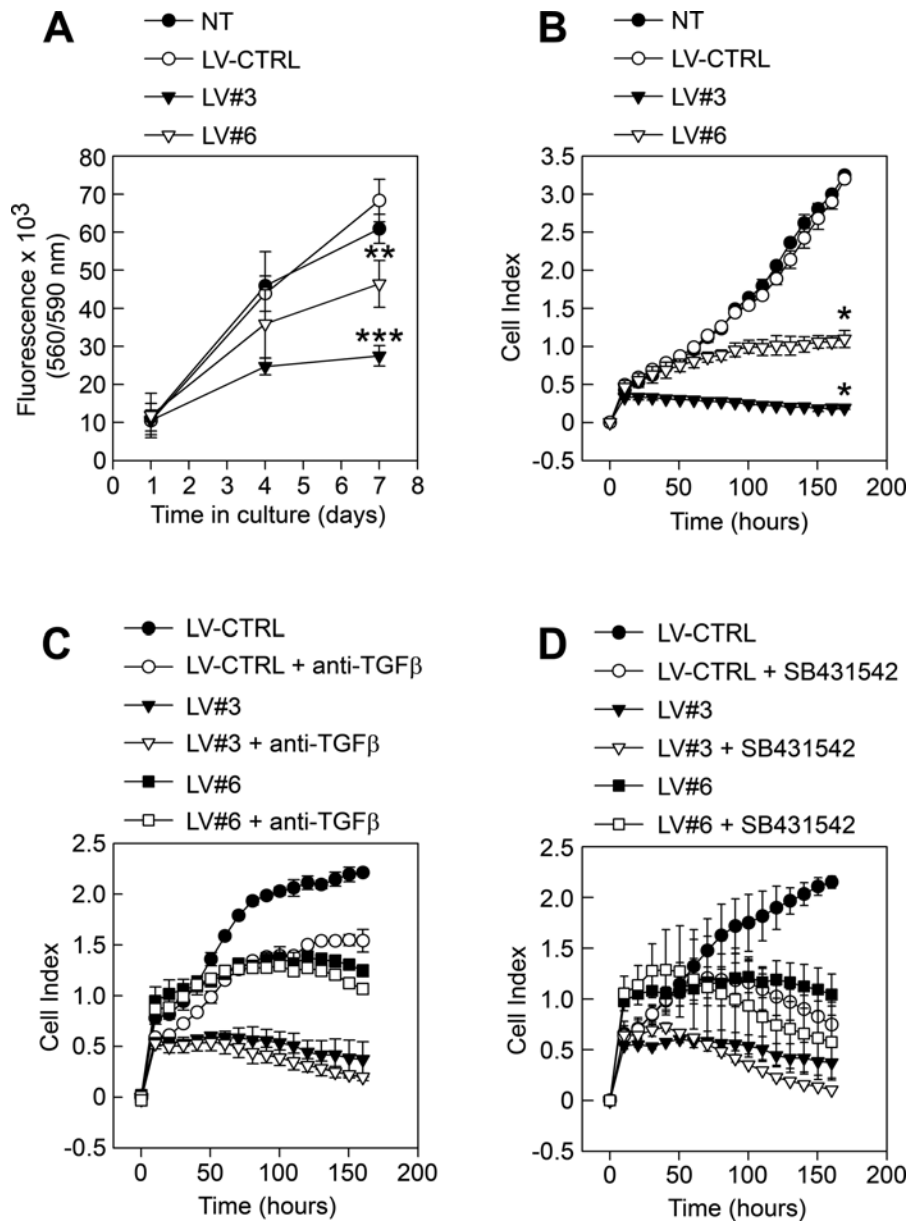 A
NT
LV-CTRL
LV#3
LV#6
80
70
60
50
40
30
20
10
0
Fluorescence x 10³
(560/590 nm)
**
***
0 1 2 3 4 5 6 7 8
Time in culture (days)
B
NT
LV-CTRL
LV#3
LV#6
3.5
3.0
2.5
2.0
1.5
1.0
0.5
0
-0.5
Cell Index
*
*
0 50 100 150 200
Time (hours)
C
LV-CTRL
LV-CTRL + anti-TGFβ
LV#3
LV#3 + anti-TGFβ
LV#6
LV#6 + anti-TGFβ
2.5
2.0
1.5
1.0
0.5
0
-0.5
Cell Index
0 50 100 150 200
Time (hours)
D
LV-CTRL
LV-CTRL + SB431542
LV#3
LV#3 + SB431542
LV#6
LV#6 + SB431542
2.5
2.0
1.5
1.0
0.5
0
-0.5
Cell Index
0 50 100 150 200
Time (hours)